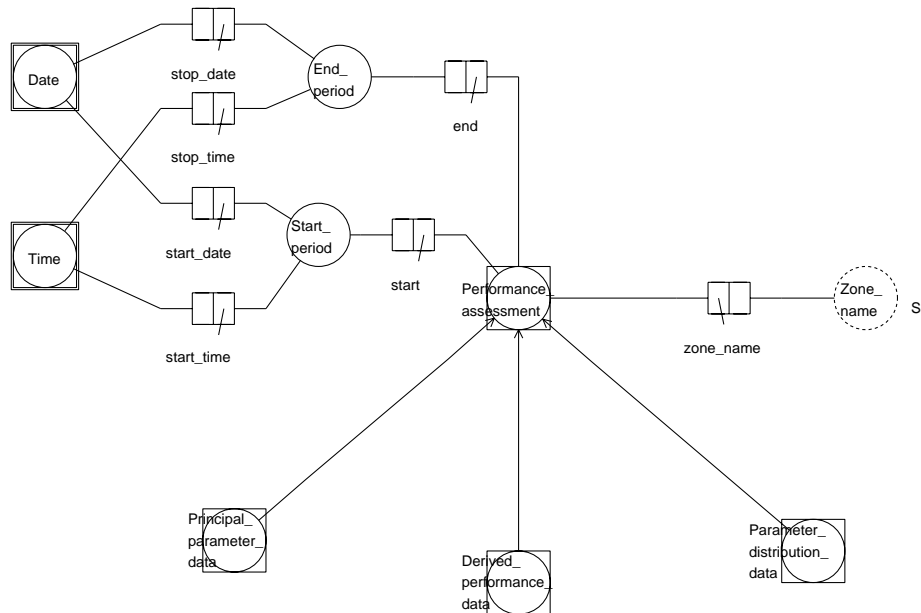 stop_date
Date
End_
period
end
stop_time
start_date
Time
Start_
period
start
start_time
Performance_
assessment
zone_name
Zone_
name
S
Principal_
parameter_
data
Derived_
performance_
data
Parameter_
distribution_
data